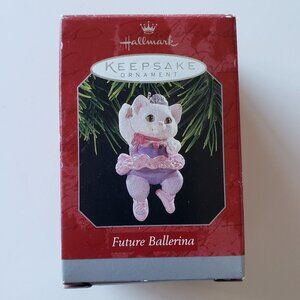 Hallmark
KEEPSAKE
ORNAMENT
Future Ballerina